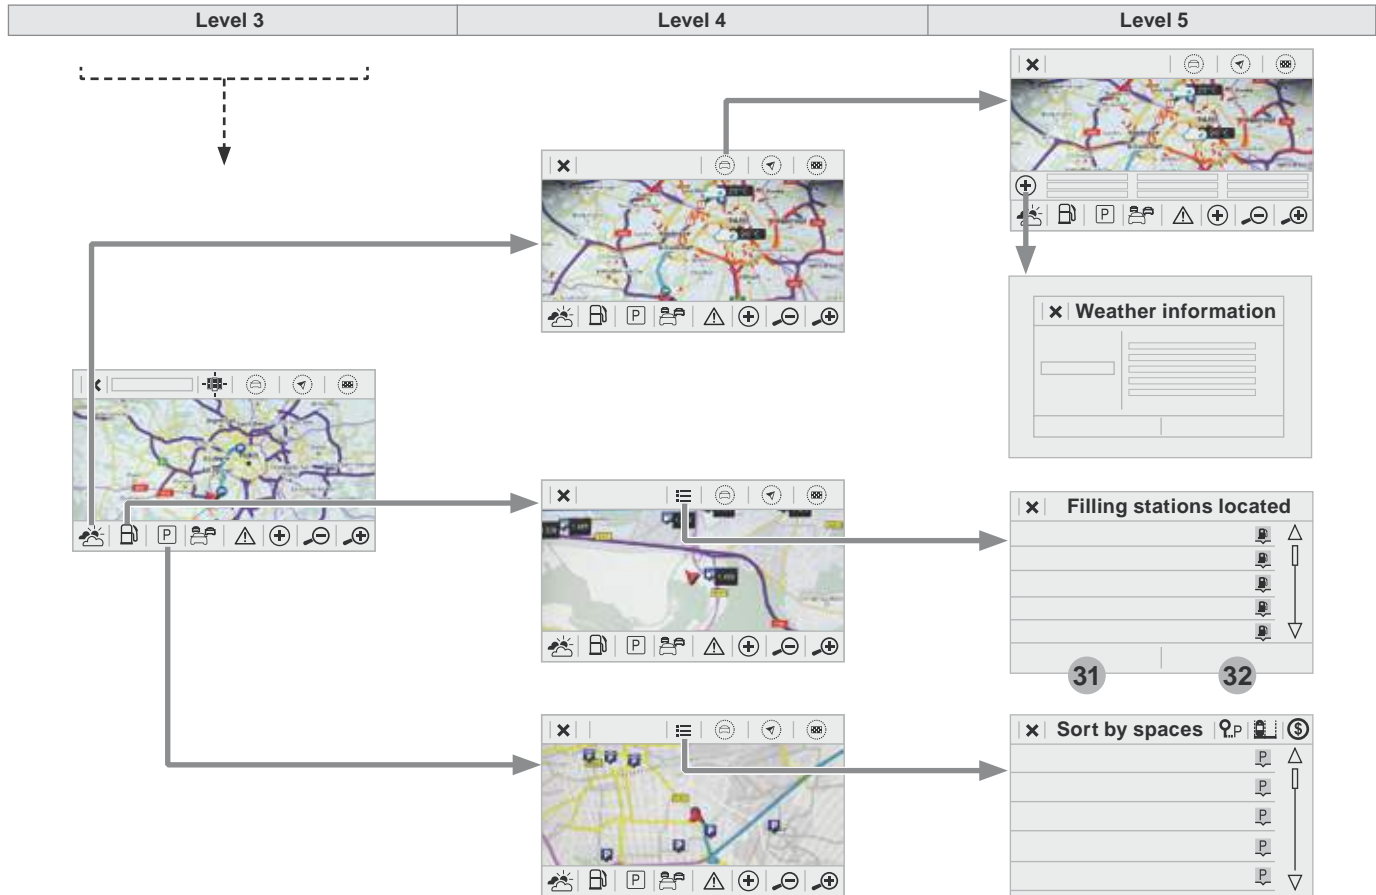 Level 3
Level 4
Level 5
P
P
Weather information
P
P
Filling stations located
31
32
Sort by spaces P $
P
P
P
P
P
P